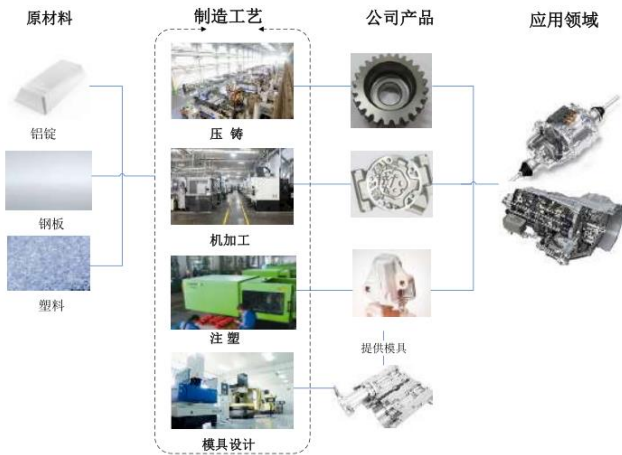 原材料
制造工艺
公司产品
应用领域
铝锭
压 铸
钢板
机加工
塑料
注 塑
提供模具
模具设计